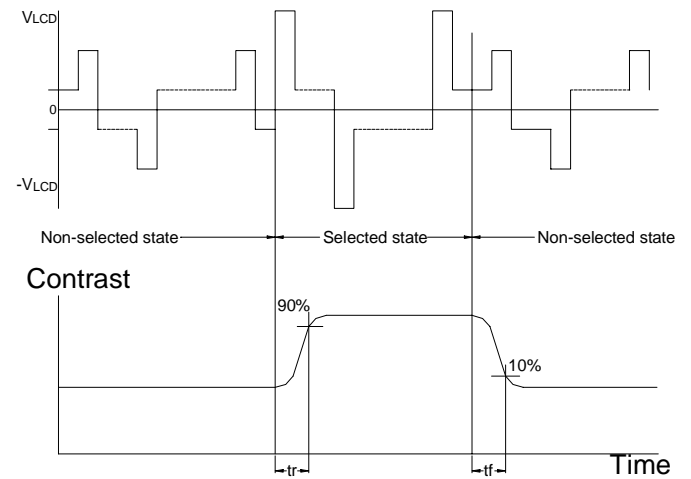 VLCD
0
-VLCD
Non-selected state
Selected state
Non-selected state
Contrast
90%
10%
tr
tf
Time